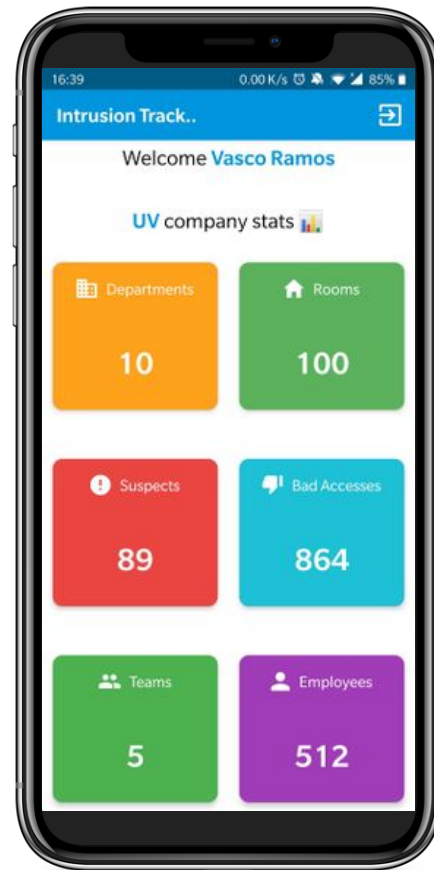 16:39 0.00 K/s 85%
Intrusion Track..
Welcome Vasco Ramos
UV company stats
Departments Rooms
10 100
Suspects Bad Accesses
89 864
Teams Employees
5 512